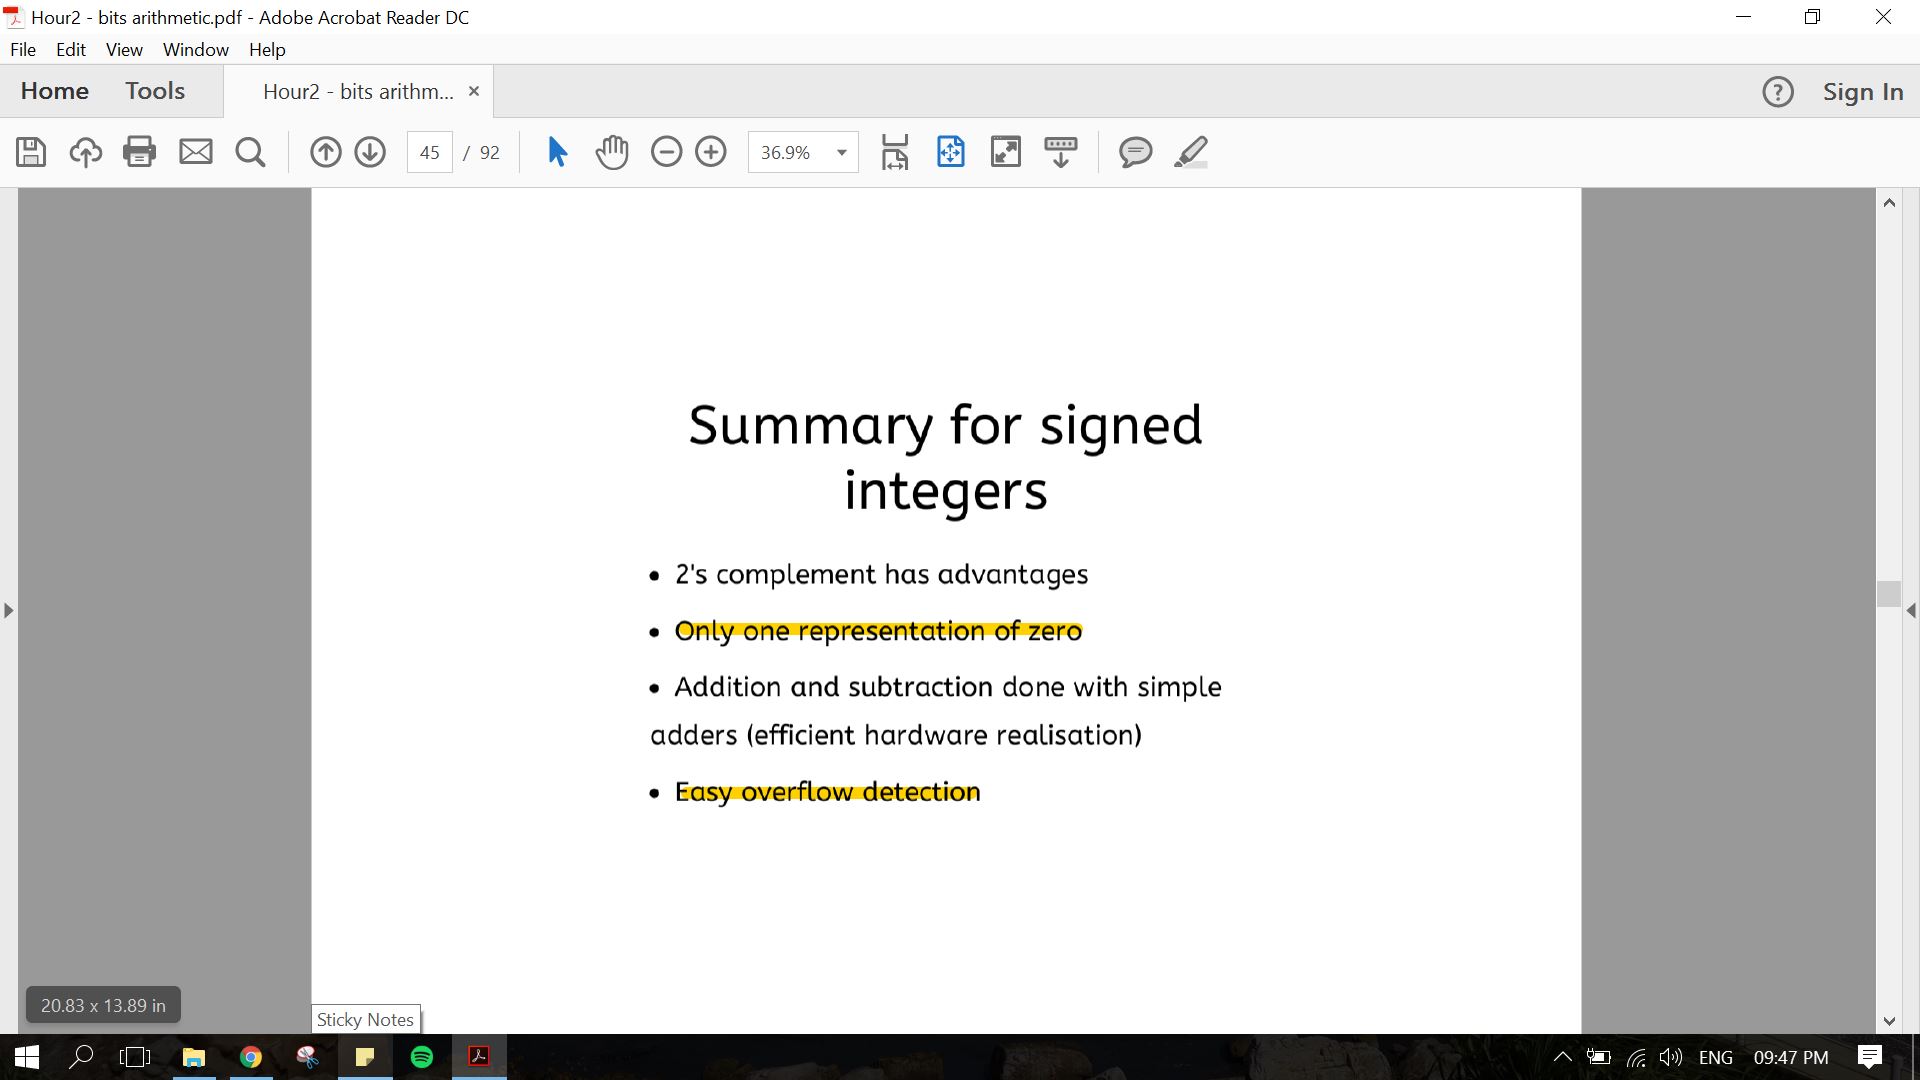 Hour2 - bits arithmetic.pdf - Adobe Acrobat Reader DC
File Edit View Window Help
Home Tools Hour2 - bits arithm... × ? Sign In
45 / 92 36.9%
Summary for signed
integers
• 2's complement has advantages
• Only one representation of zero
• Addition and subtraction done with simple
adders (efficient hardware realisation)
• Easy overflow detection
20.83 x 13.89 in
Sticky Notes
ENG 09:47 PM